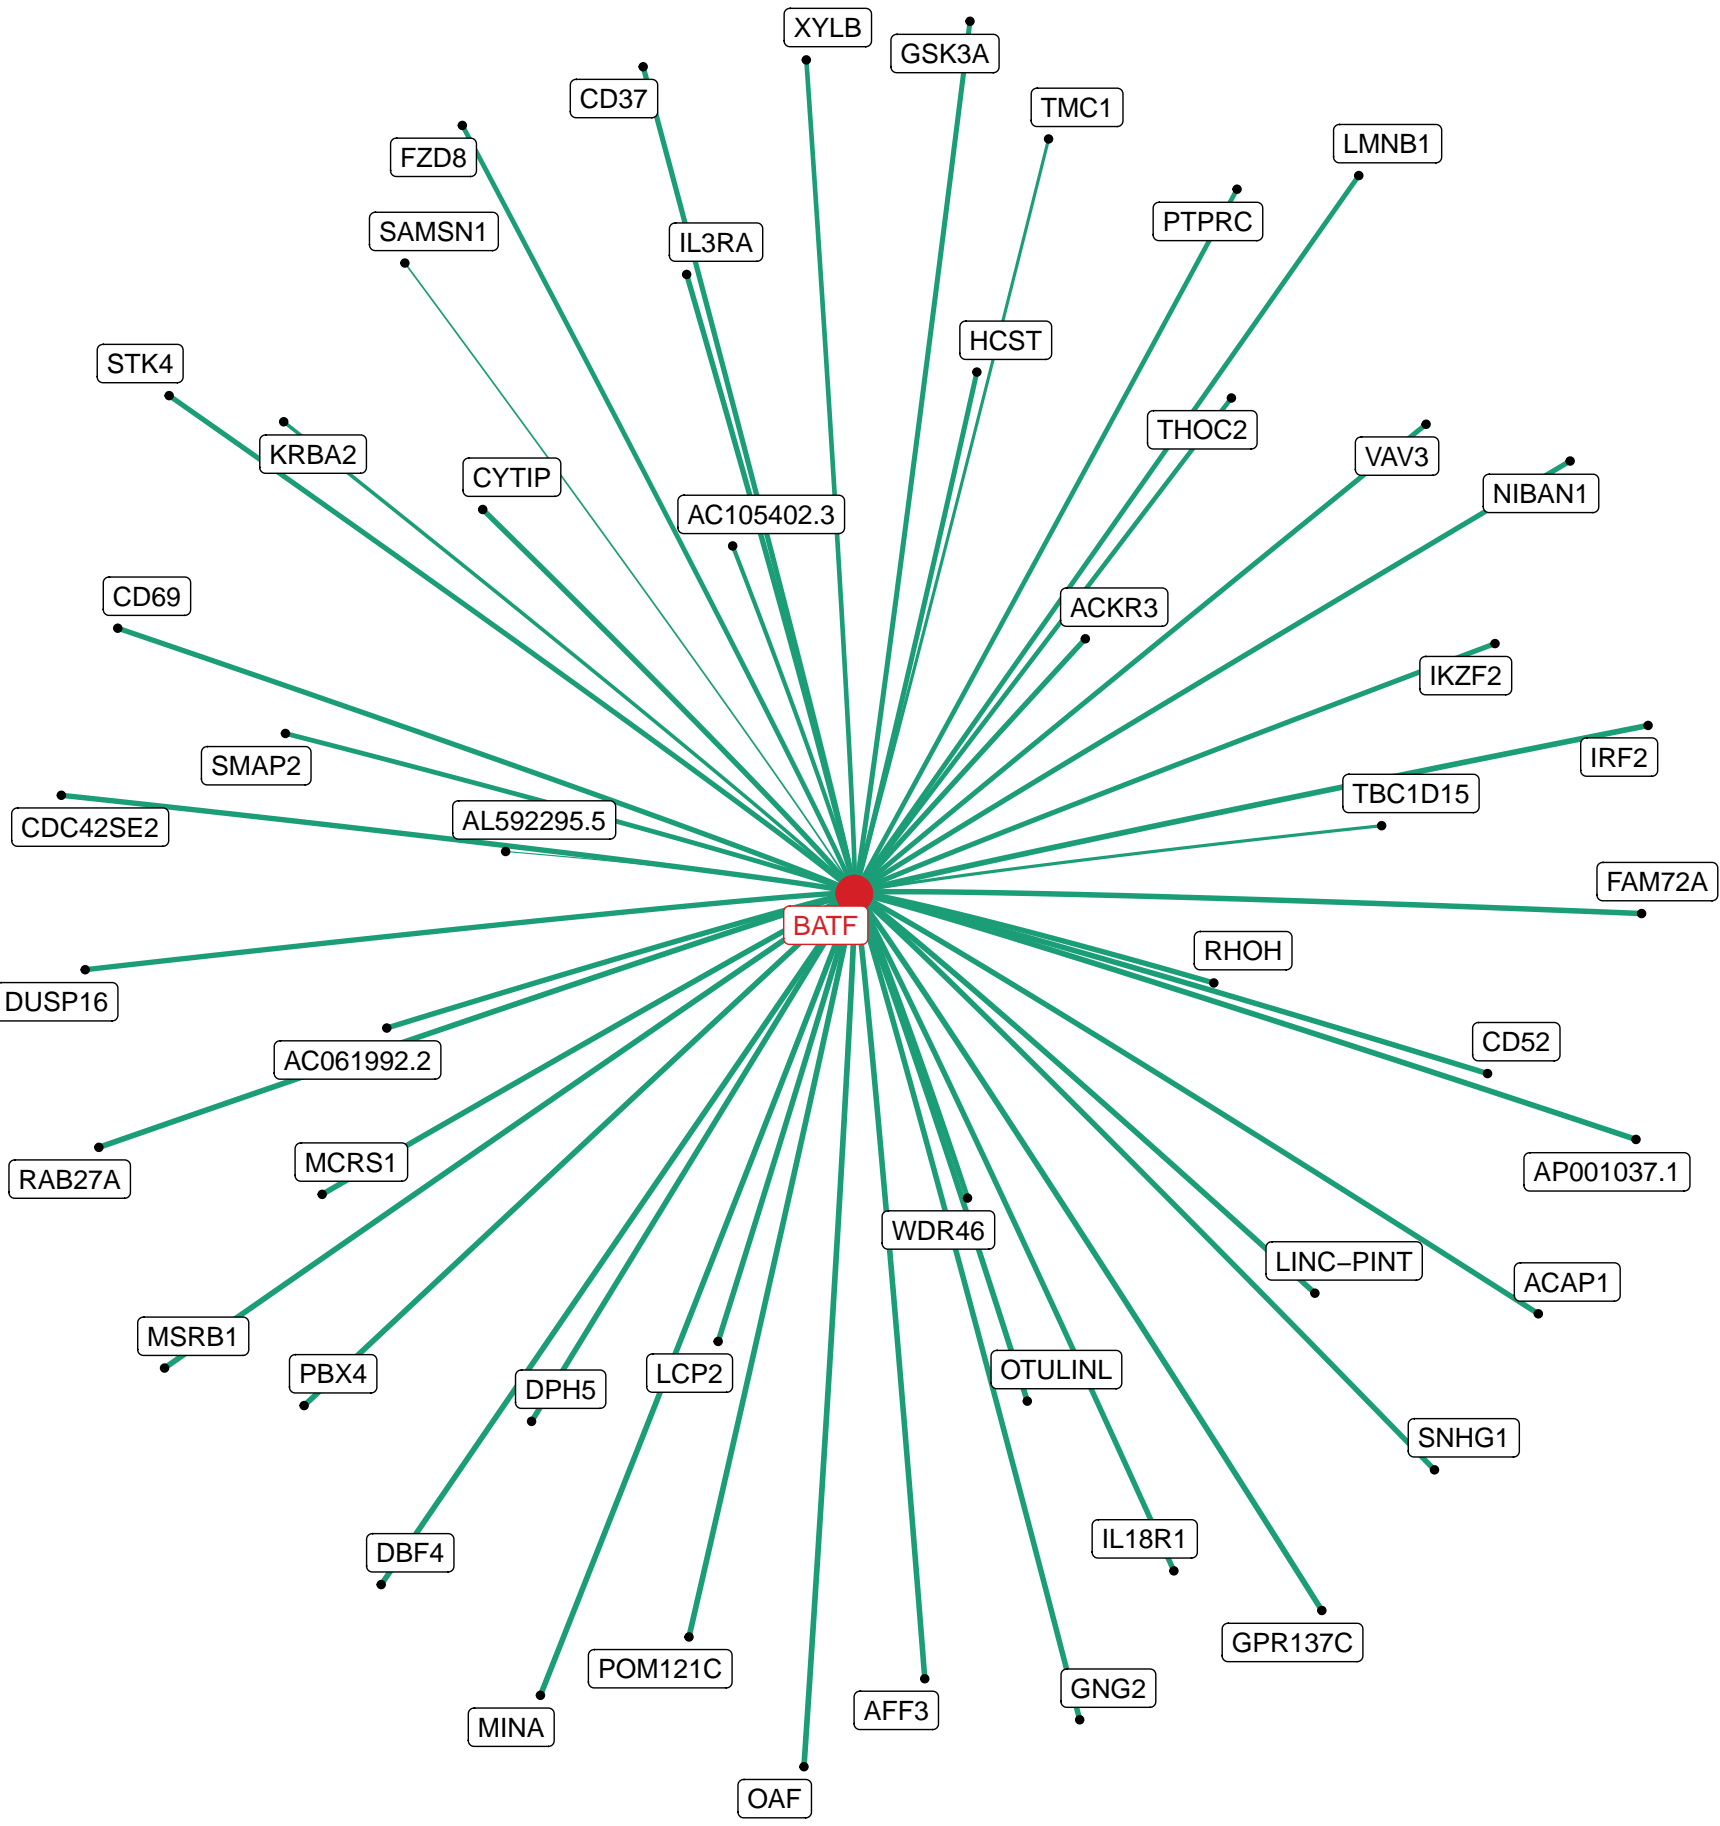 XYLB
GSK3A
CD37
TMC1
LMNB1
FZD8
PTPRC
SAMSN1
IL3RA
HCST
STK4
THOC2
KRBA2
VAV3
CYTIP
NIBAN1
AC105402.3
CD69
ACKR3
IKZF2
IRF2
SMAP2
TBC1D15
AL592295.5
CDC42SE2
FAM72A
BATF
RHOH
DUSP16
CD52
AC061992.2
MCRS1
AP001037.1
RAB27A
WDR46
LINC−PINT
ACAP1
MSRB1
OTULINL
LCP2
PBX4
DPH5
SNHG1
IL18R1
DBF4
GPR137C
POM121C
GNG2
AFF3
MINA
OAF